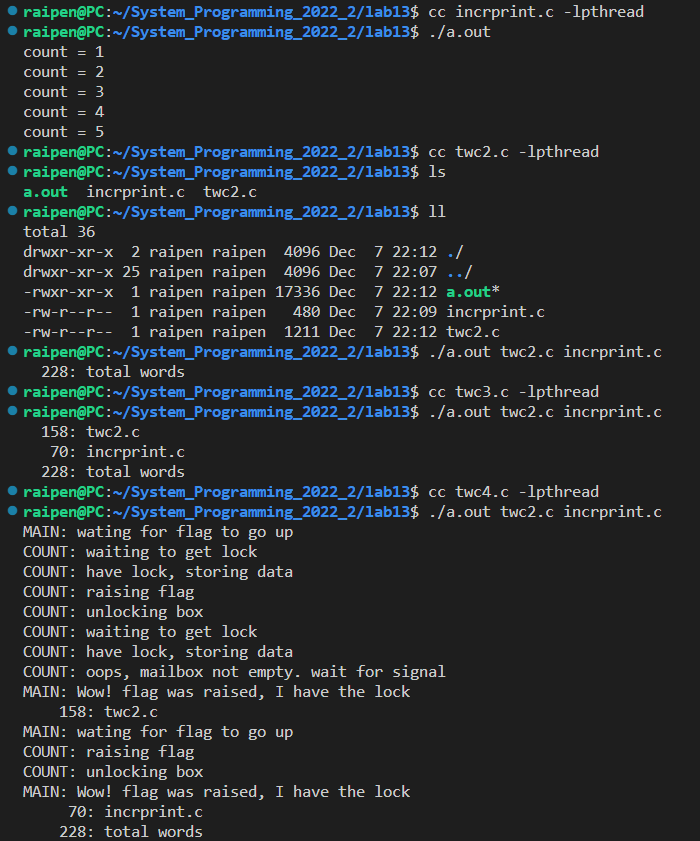 raipen@PC:~/System_Programming_2022_2/lab13$ cc incrprint.c -lpthread
raipen@PC:~/System_Programming_2022_2/lab13$ ./a.out
count = 1
count = 2
count = 3
count = 4
count = 5
raipen@PC:~/System_Programming_2022_2/lab13$ cc twc2.c -lpthread
raipen@PC:~/System_Programming_2022_2/lab13$ ls
a.out  incrprint.c  twc2.c
raipen@PC:~/System_Programming_2022_2/lab13$ ll
total 36
drwxr-xr-x  2 raipen raipen  4096 Dec  7 22:12 ./
drwxr-xr-x 25 raipen raipen  4096 Dec  7 22:07 ../
-rwxr-xr-x  1 raipen raipen 17336 Dec  7 22:12 a.out*
-rw-r--r--  1 raipen raipen   480 Dec  7 22:09 incrprint.c
-rw-r--r--  1 raipen raipen  1211 Dec  7 22:12 twc2.c
raipen@PC:~/System_Programming_2022_2/lab13$ ./a.out twc2.c incrprint.c
  228: total words
raipen@PC:~/System_Programming_2022_2/lab13$ cc twc3.c -lpthread
raipen@PC:~/System_Programming_2022_2/lab13$ ./a.out twc2.c incrprint.c
  158: twc2.c
   70: incrprint.c
  228: total words
raipen@PC:~/System_Programming_2022_2/lab13$ cc twc4.c -lpthread
raipen@PC:~/System_Programming_2022_2/lab13$ ./a.out twc2.c incrprint.c
MAIN: wating for flag to go up
COUNT: waiting to get lock
COUNT: have lock, storing data
COUNT: raising flag
COUNT: unlocking box
COUNT: waiting to get lock
COUNT: have lock, storing data
COUNT: oops, mailbox not empty. wait for signal
MAIN: Wow! flag was raised, I have the lock
    158: twc2.c
MAIN: wating for flag to go up
COUNT: raising flag
COUNT: unlocking box
MAIN: Wow! flag was raised, I have the lock
     70: incrprint.c
    228: total words